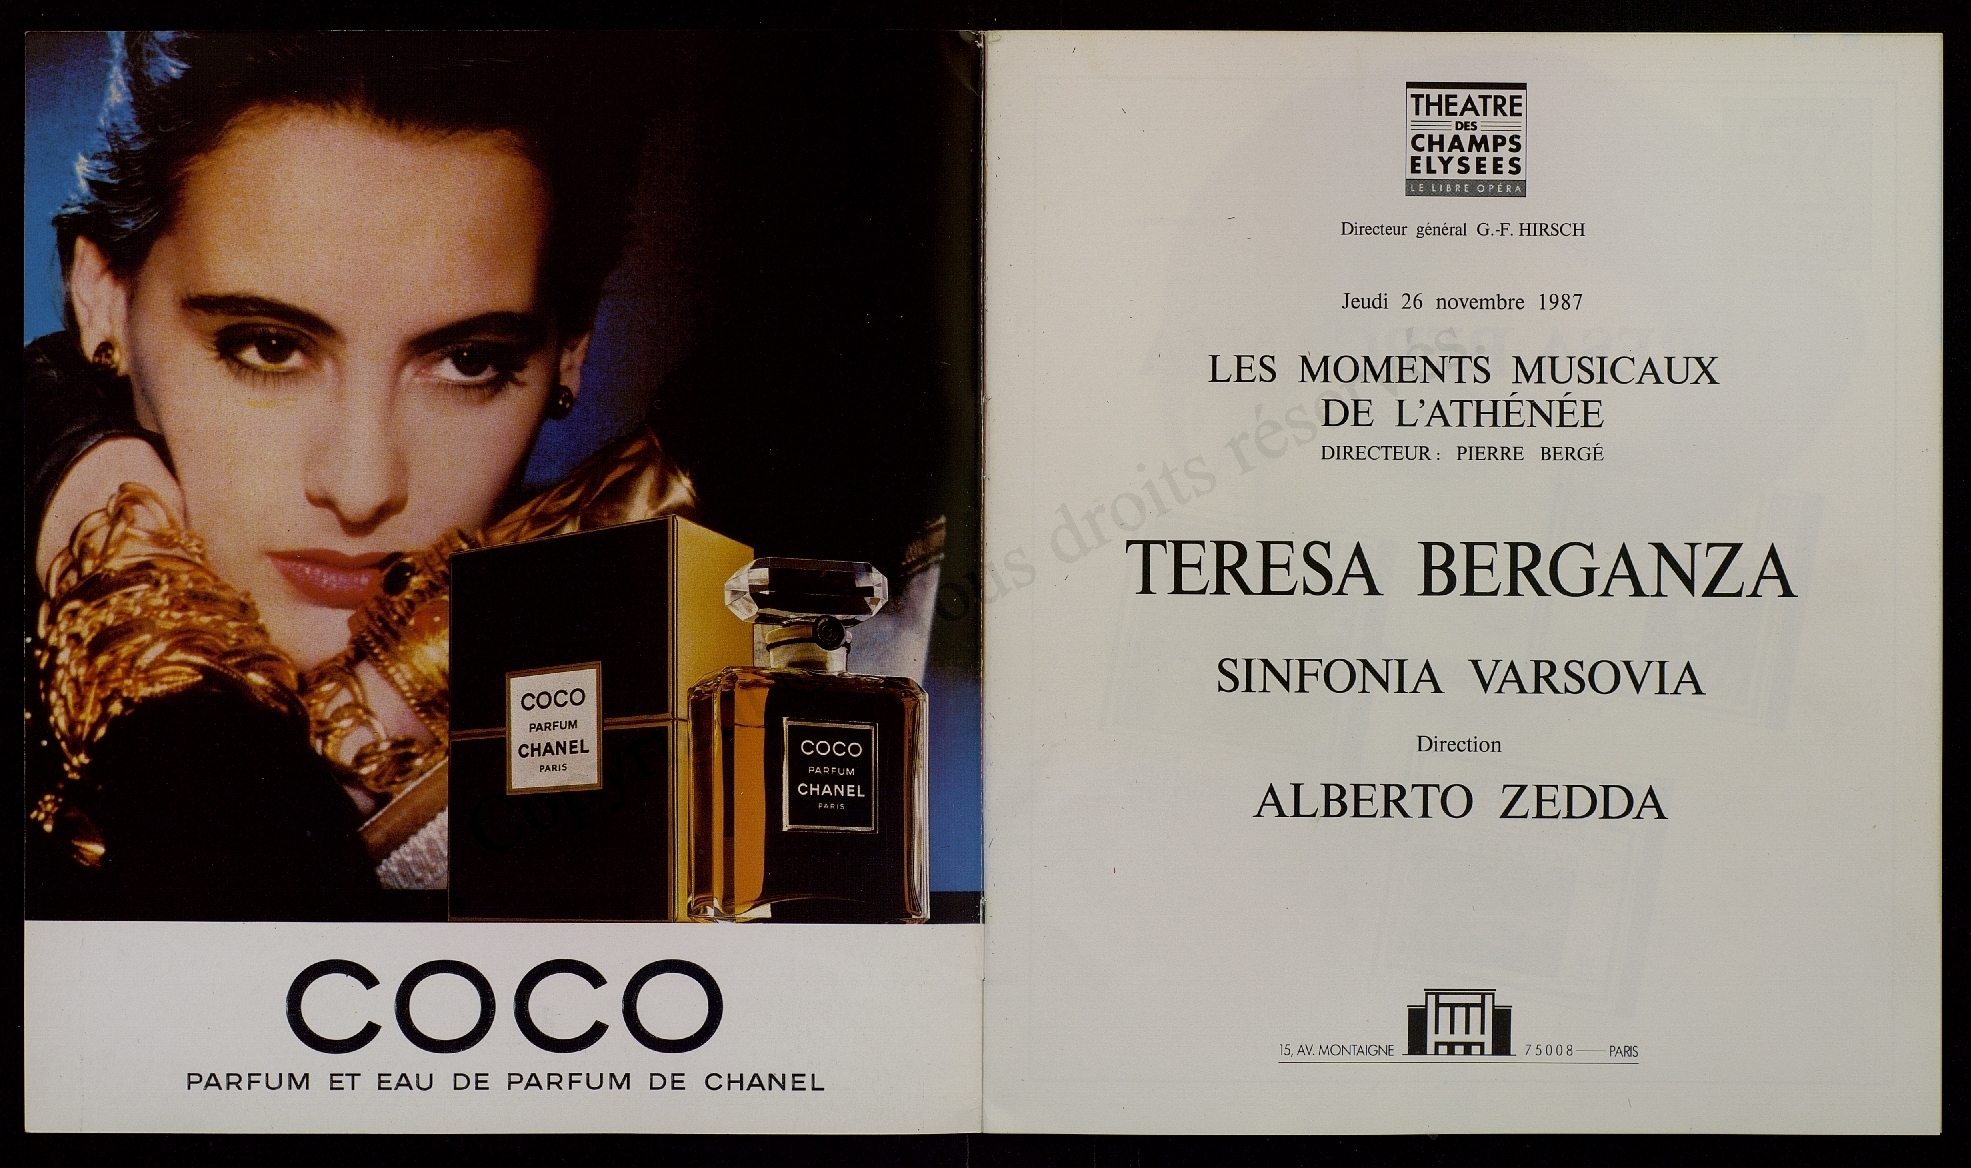 COCO
PARFUM
CHANEL
PARIS
COCO
PARFUM
CHANEL
PARIS
COCO
PARFUM ET EAU DE PARFUM DE CHANEL
THEATRE
DES
CHAMPS
ELYSEES
LE LIBRE OPÉRA
Directeur général G.-F. HIRSCH
Jeudi 26 novembre 1987
LES MOMENTS MUSICAUX
DE L'ATHÉNÉE
DIRECTEUR : PIERRE BERGÉ
TERESA BERGANZA
SINFONIA VARSOVIA
Direction
ALBERTO ZEDDA
15, AV. MONTAIGNE 75008 PARIS
droits réservés.